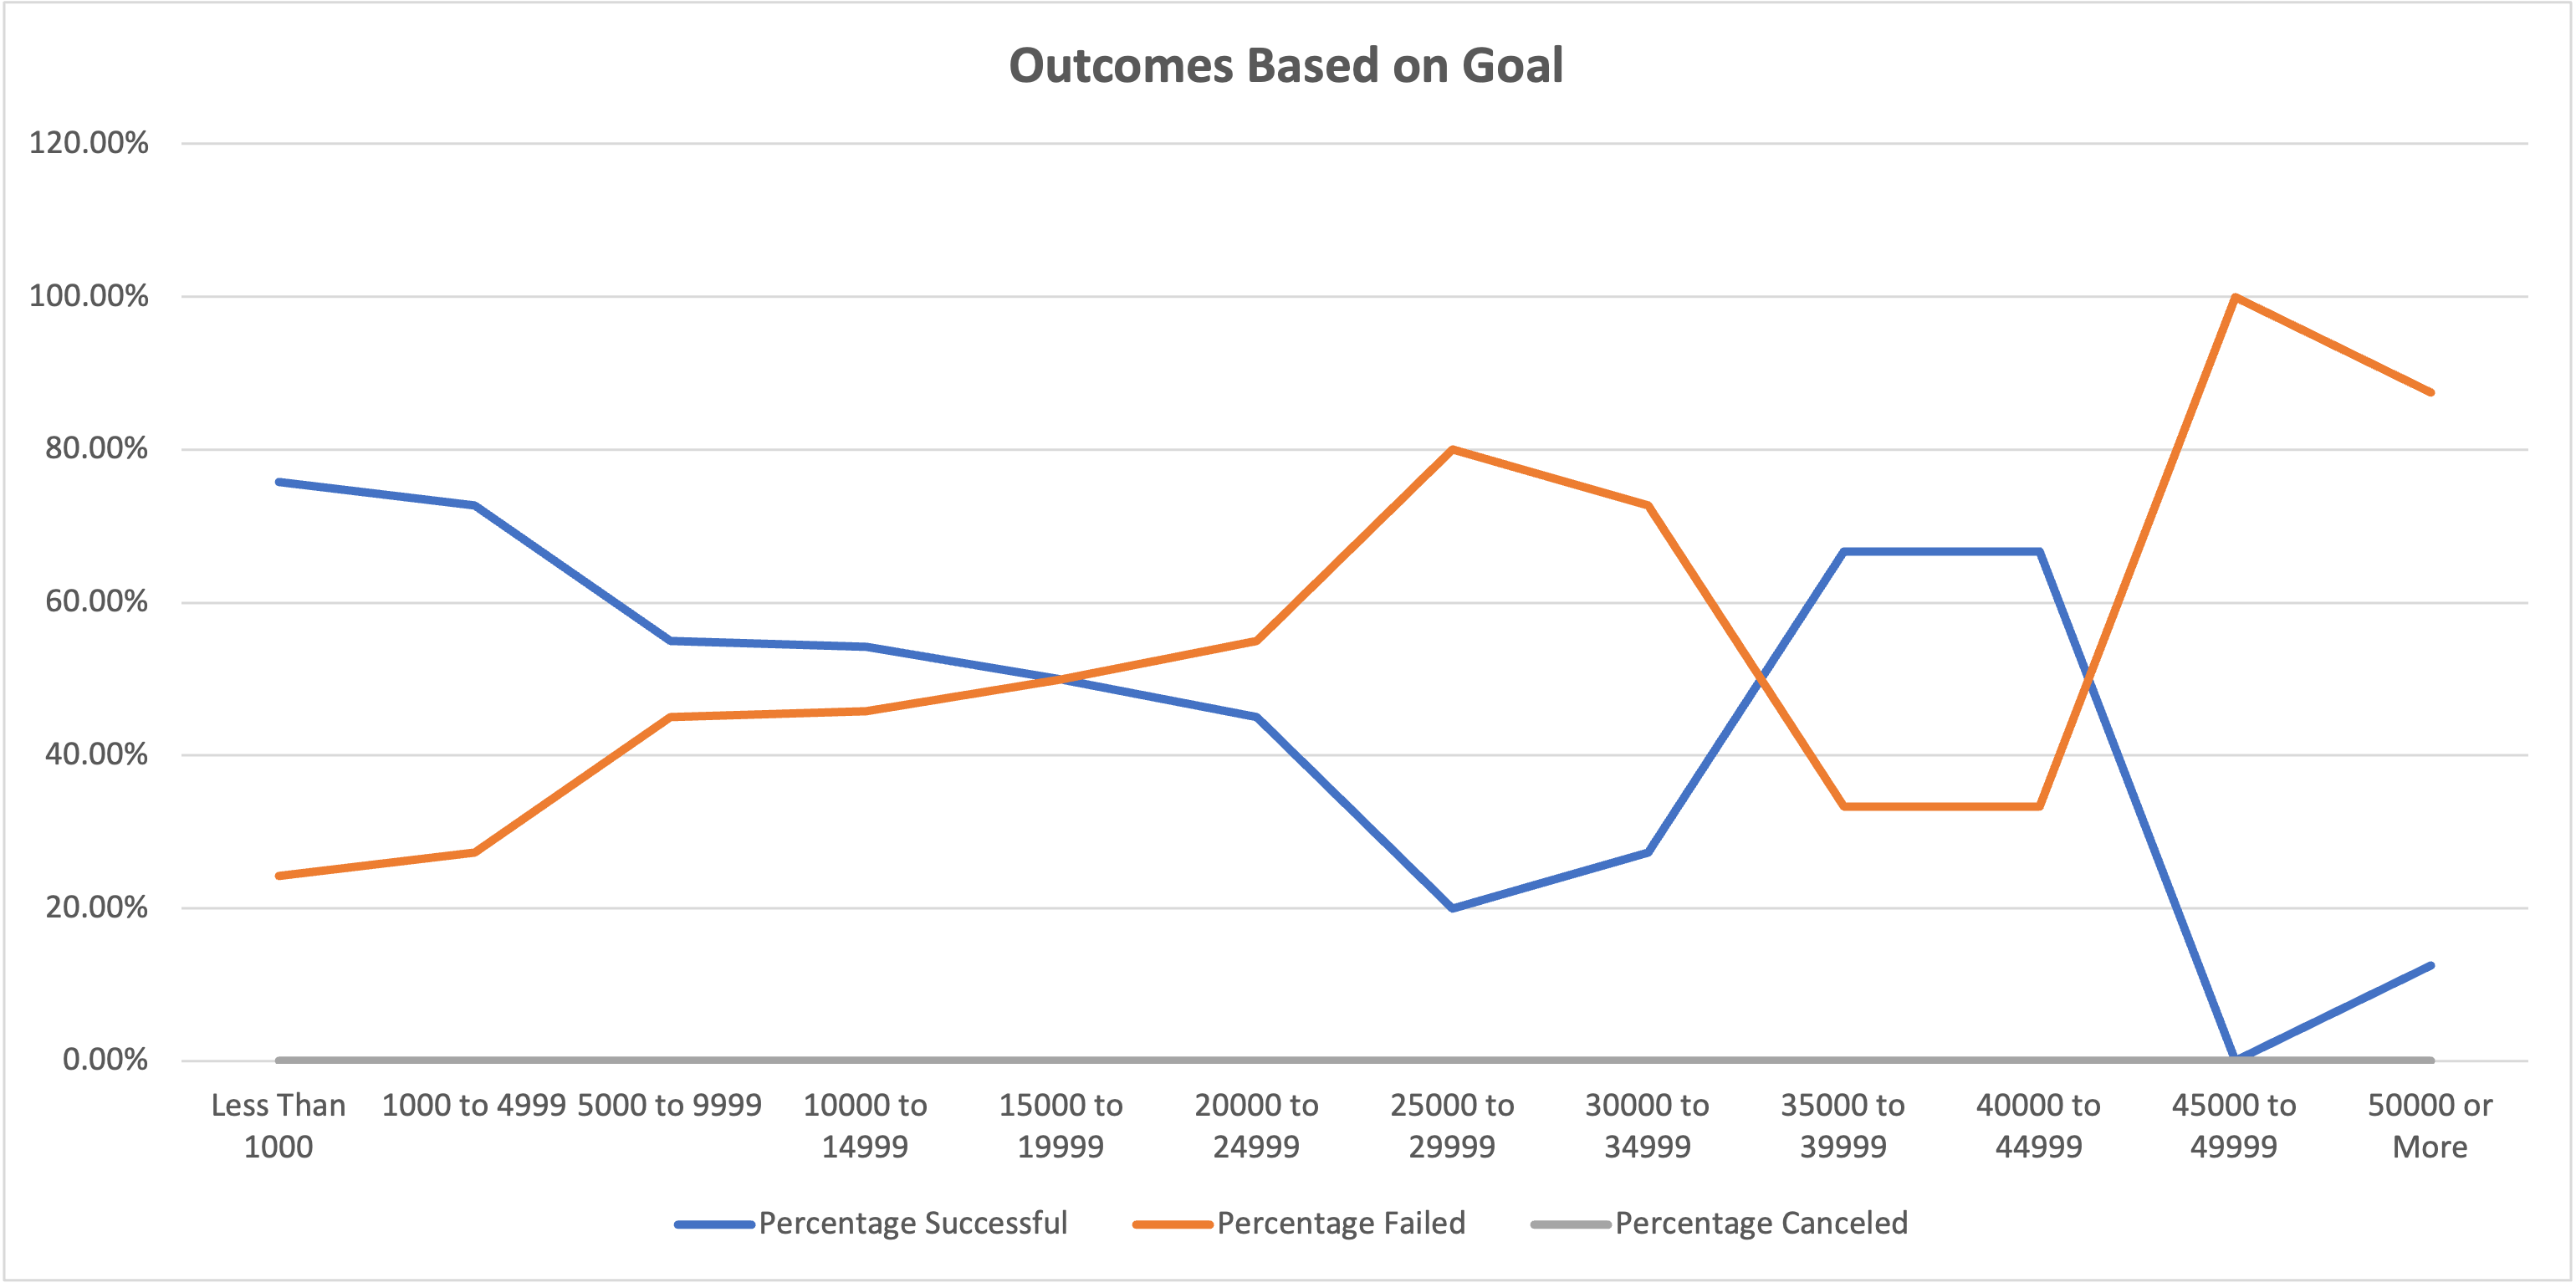 Outcomes Based on Goal
120.00%
100.00%
80.00%
60.00%
40.00%
20.00%
0.00%
Less Than
1000
1000 to 4999
5000 to 9999
10000 to
14999
15000 to
19999
20000 to
24999
25000 to
29999
30000 to
34999
35000 to
39999
40000 to
44999
45000 to
49999
50000 or
More
Percentage Successful
Percentage Failed
Percentage Canceled